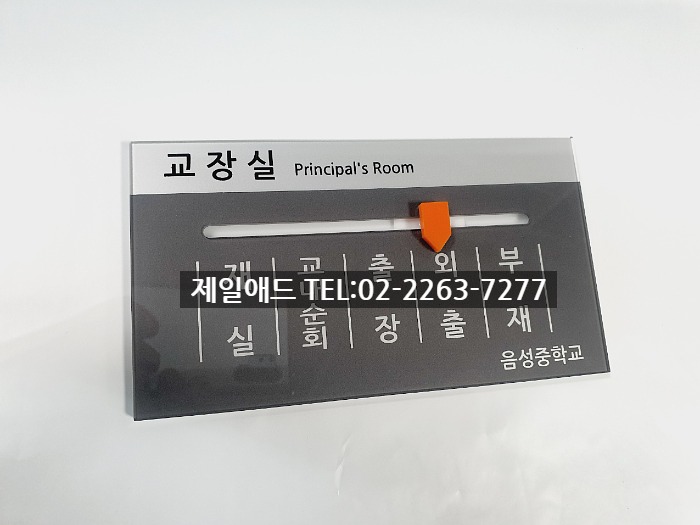 교장실 Principal's Room
재실 교내순회 출장 외출 부재
제일애드 TEL:02-2263-7277
음성중학교